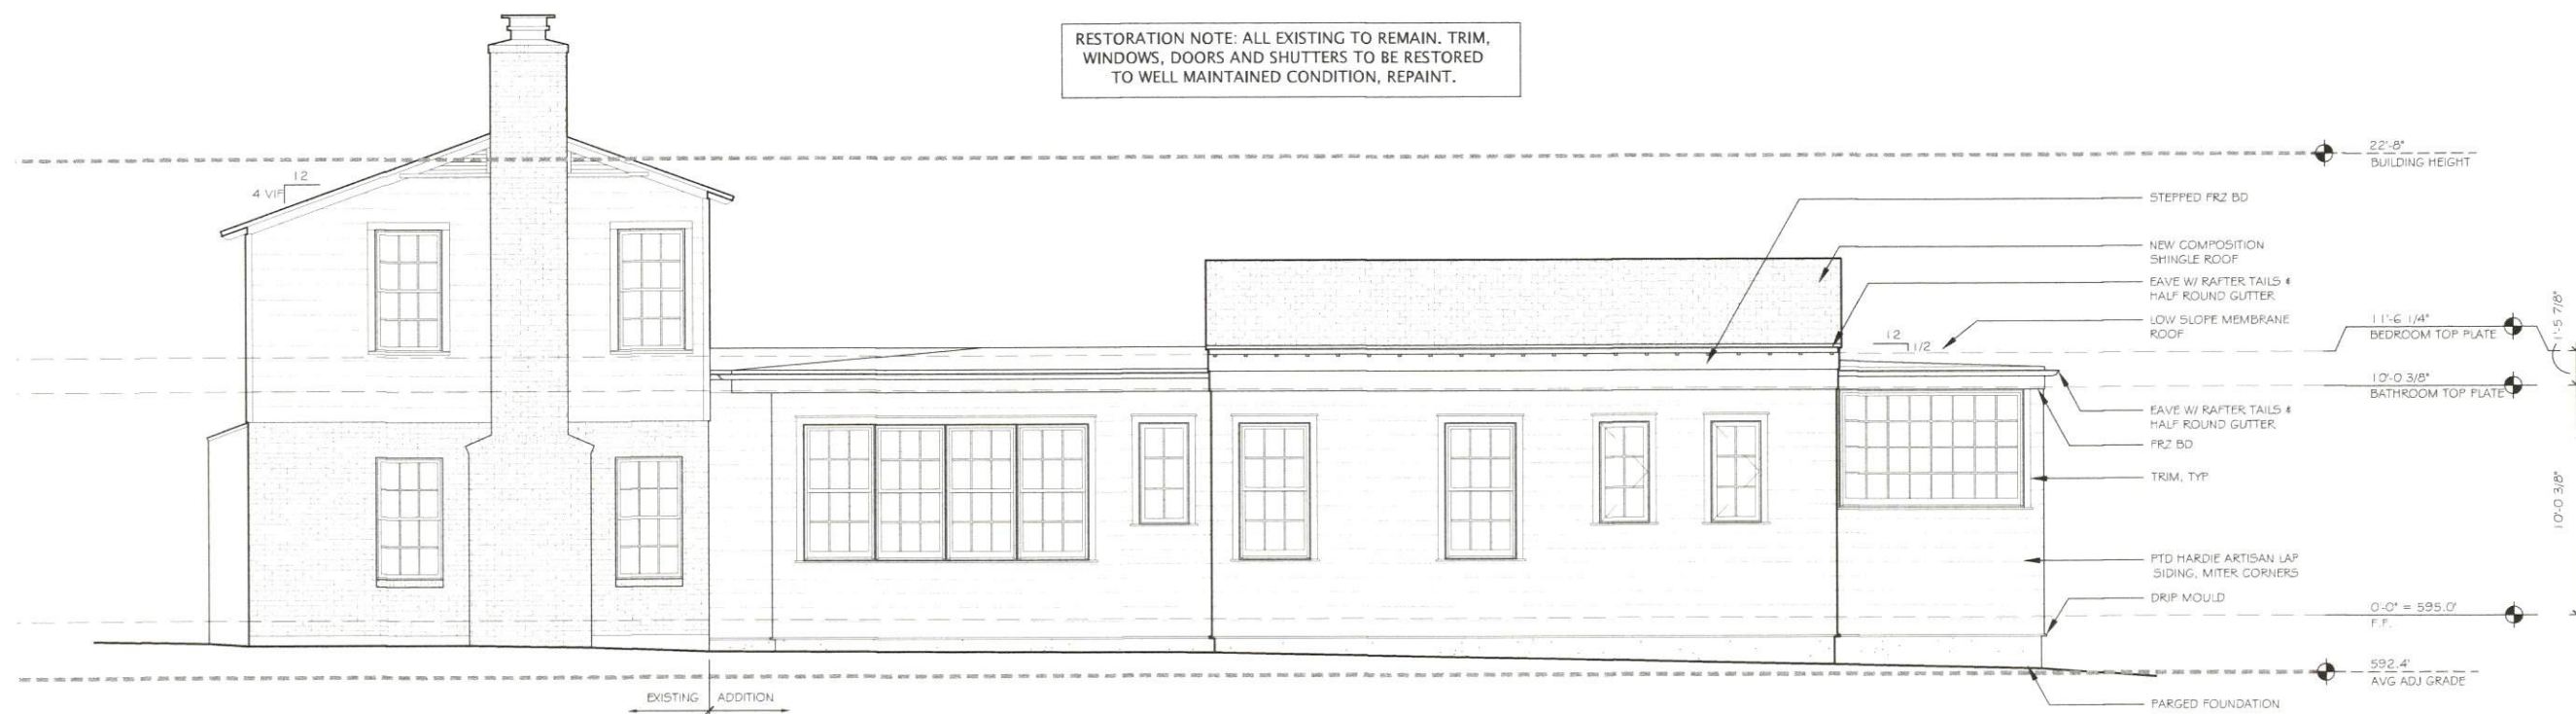 RESTORATION NOTE: ALL EXISTING TO REMAIN. TRIM,
WINDOWS, DOORS AND SHUTTERS TO BE RESTORED
TO WELL MAINTAINED CONDITION, REPAINT.
12
4 VIF
22'-8"
BUILDING HEIGHT
STEPPED FRZ BD
NEW COMPOSITION
SHINGLE ROOF
EAVE W/ RAFTER TAILS &
HALF ROUND GUTTER
LOW SLOPE MEMBRANE
ROOF
12
1/2
11'-6 1/4"
BEDROOM TOP PLATE
1'-5 7/8"
10'-0 3/8"
BATHROOM TOP PLATE
EAVE W/ RAFTER TAILS &
HALF ROUND GUTTER
FRZ BD
TRIM, TYP
10'-0 3/8"
PTD HARDIE ARTISAN LAP
SIDING, MITER CORNERS
DRIP MOULD
0'-0" = 595.0'
F.F.
592.4'
AVG ADJ GRADE
PARGED FOUNDATION
EXISTING
ADDITION